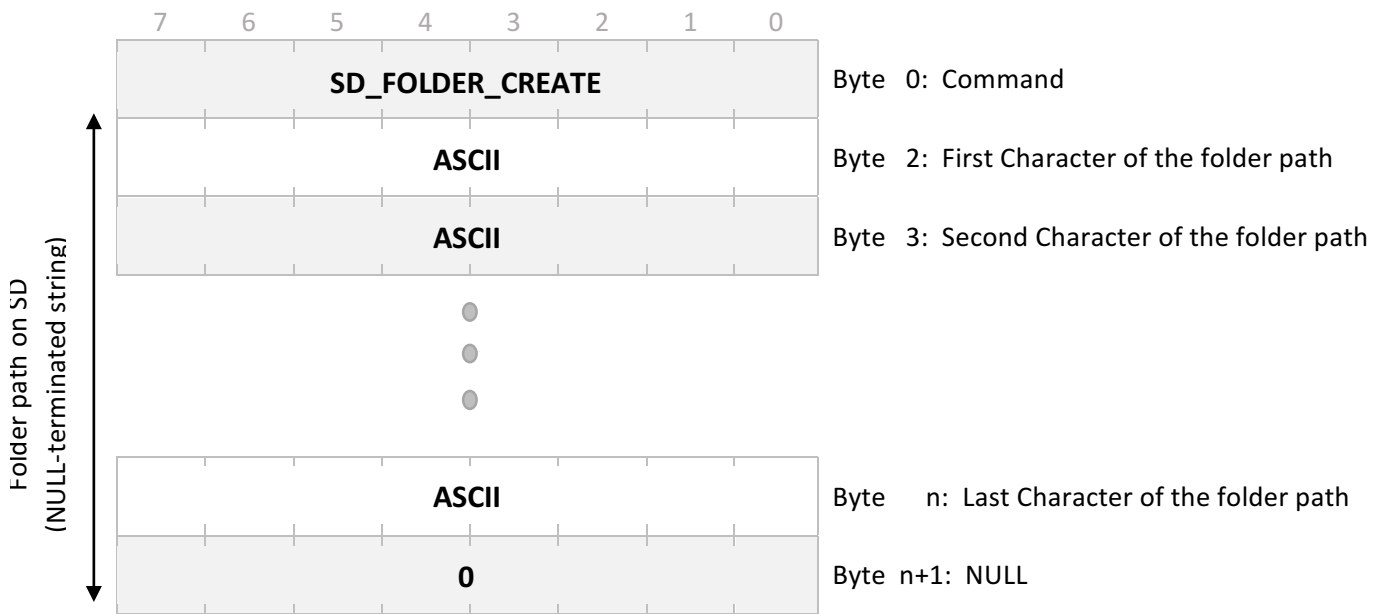 7 6 5 4 3 2 1 0
SD_FOLDER_CREATE Byte 0: Command
ASCII Byte 2: First Character of the folder path
ASCII Byte 3: Second Character of the folder path
Folder path on SD
(NULL-terminated string)
ASCII Byte n: Last Character of the folder path
0 Byte n+1: NULL